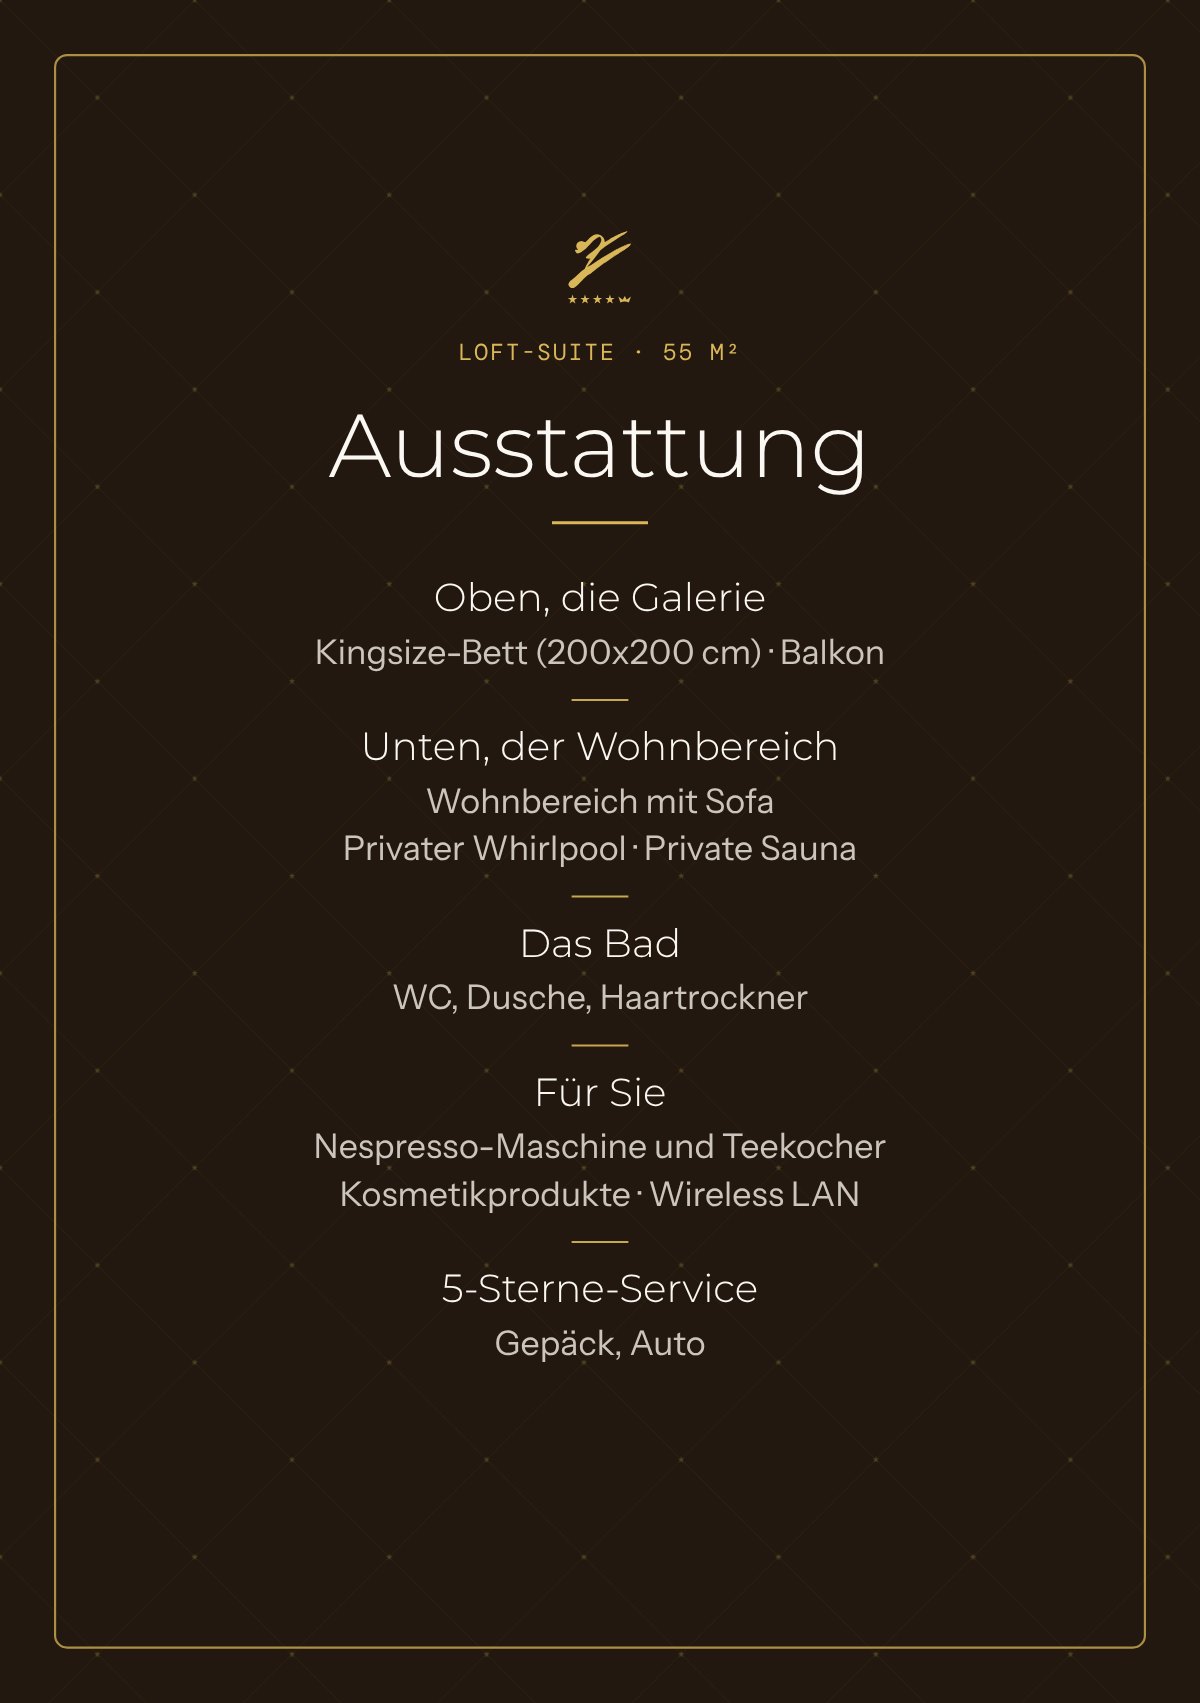 LOFT-SUITE · 55 M²
Ausstattung
Oben, die Galerie
Kingsize-Bett (200x200 cm) · Balkon
Unten, der Wohnbereich
Wohnbereich mit Sofa
Privater Whirlpool · Private Sauna
Das Bad
WC, Dusche, Haartrockner
Für Sie
Nespresso-Maschine und Teekocher
Kosmetikprodukte · Wireless LAN
5-Sterne-Service
Gepäck, Auto